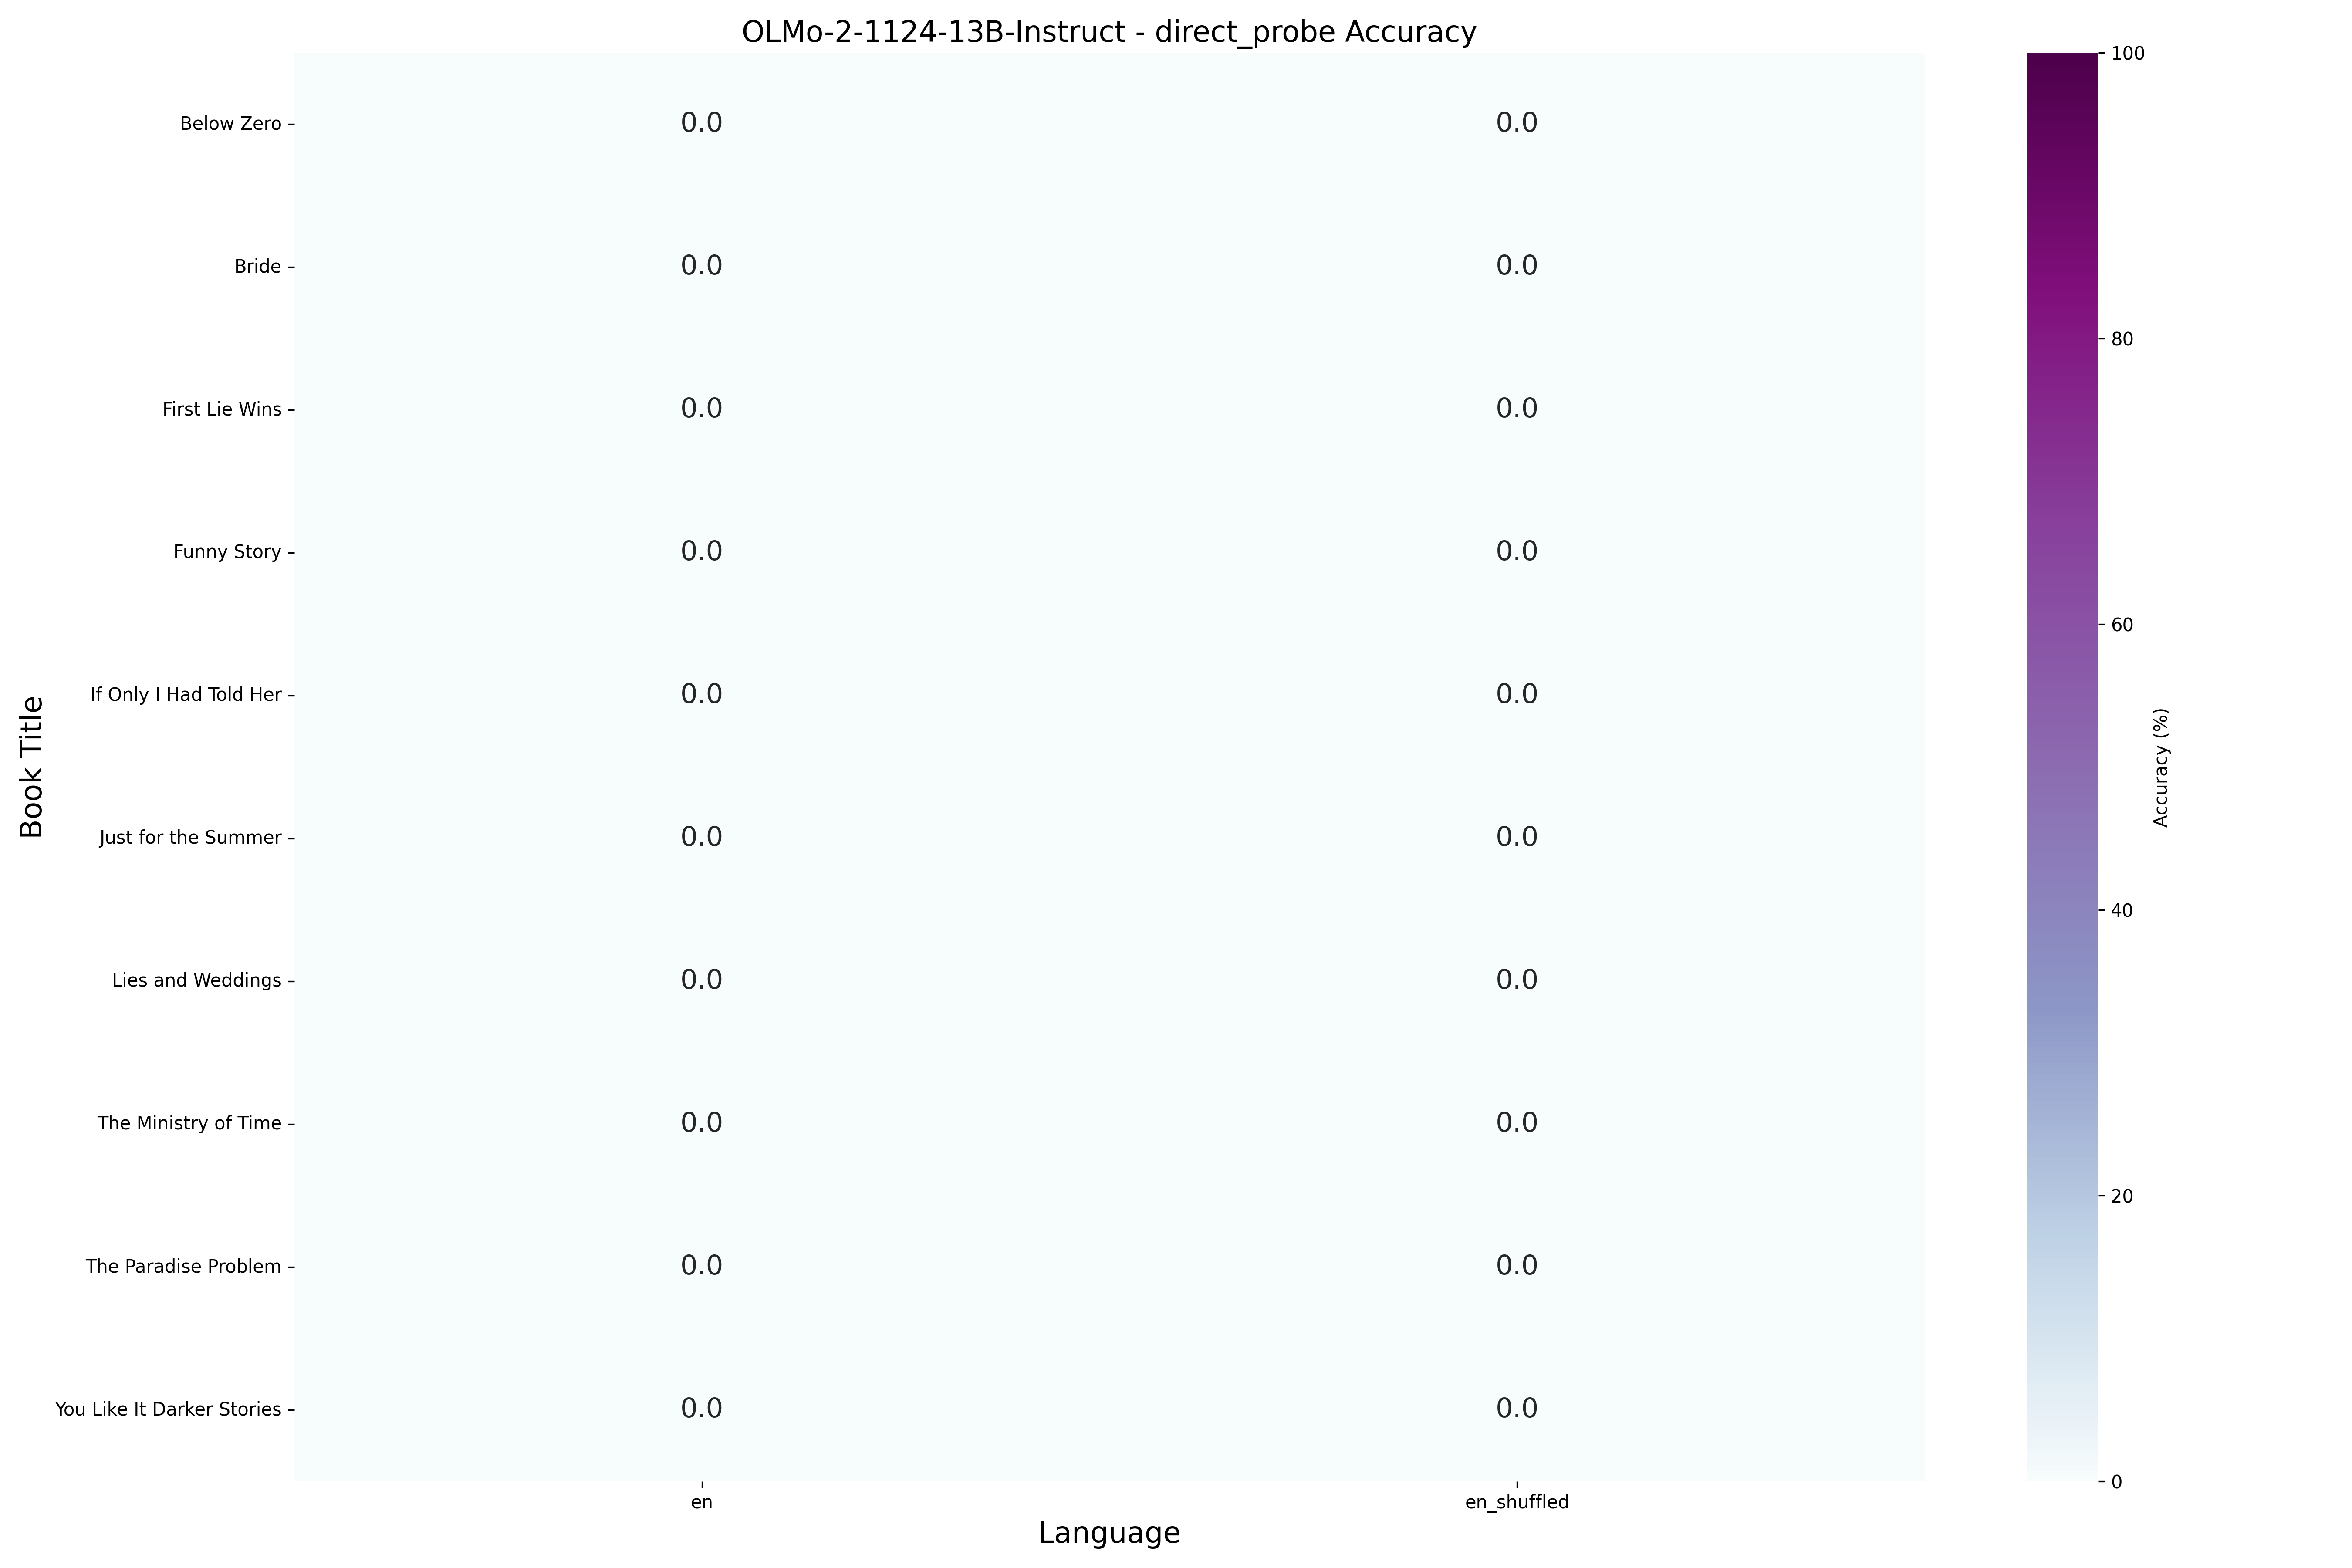 OLMo-2-1124-13B-Instruct - direct_probe Accuracy
Book Title
Below Zero 0.0 0.0
Bride 0.0 0.0
First Lie Wins 0.0 0.0
Funny Story 0.0 0.0
If Only I Had Told Her 0.0 0.0
Just for the Summer 0.0 0.0
Lies and Weddings 0.0 0.0
The Ministry of Time 0.0 0.0
The Paradise Problem 0.0 0.0
You Like It Darker Stories 0.0 0.0
en en_shuffled
Language
100
80
60
40
20
0
Accuracy (%)